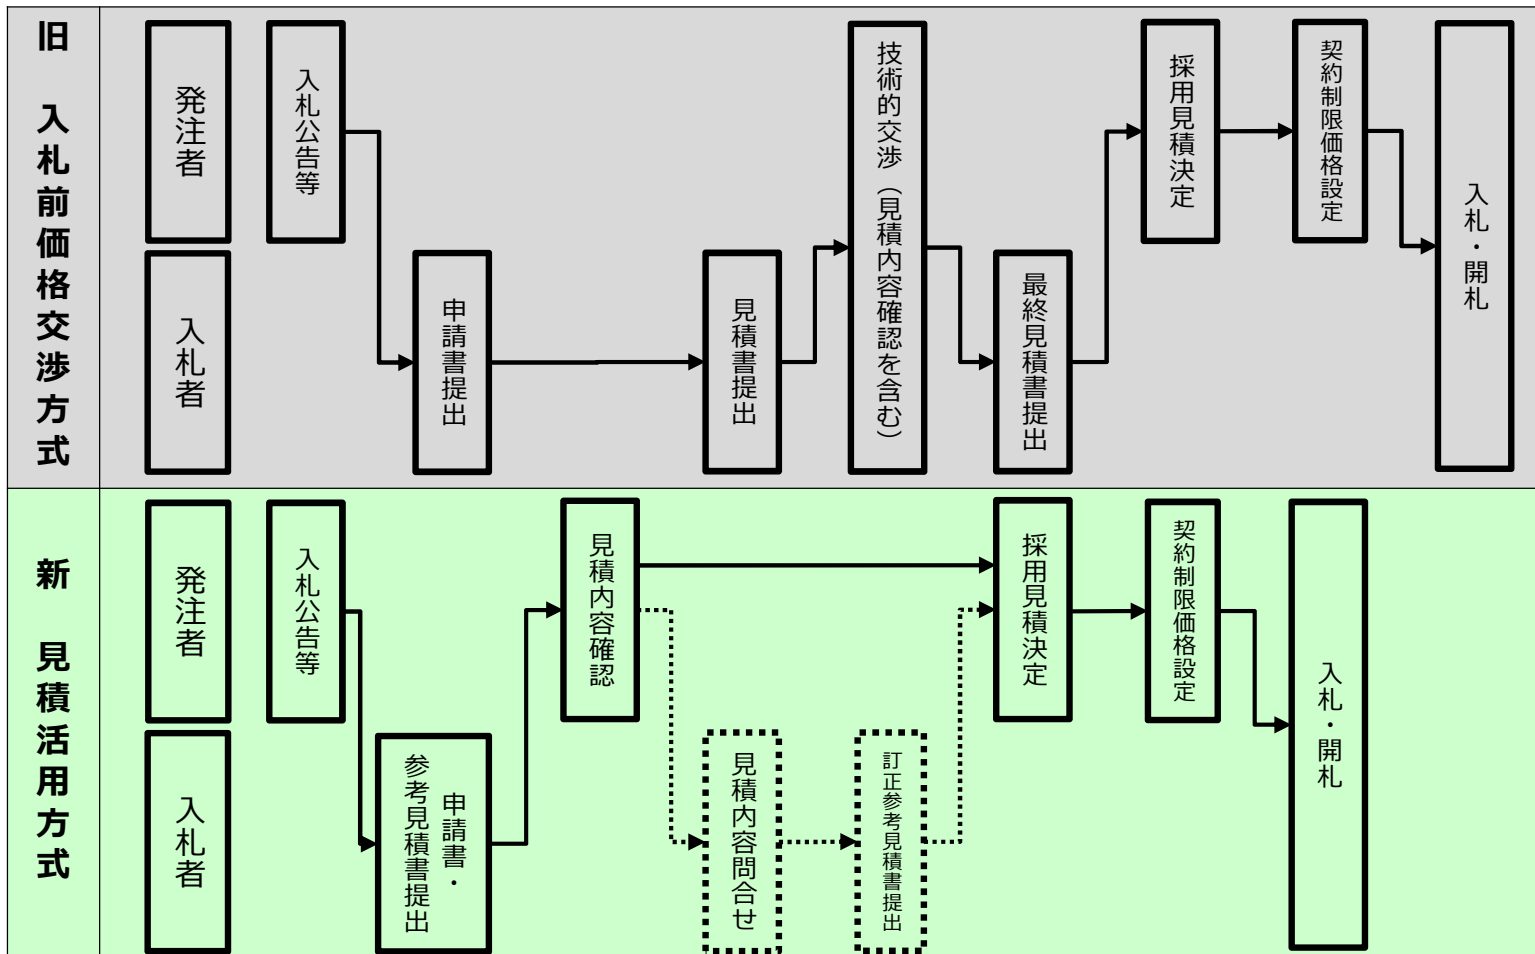 旧 入札前価格交渉方式
発注者
入札者
入札公告等
申請書提出
見積書提出
技術的交渉（見積内容確認を含む）
最終見積書提出
採用見積決定
契約制限価格設定
入札・開札
新 見積活用方式
発注者
入札者
入札公告等
申請書・
参考見積書提出
見積内容確認
見積内容問合せ
訂正参考見積書提出
採用見積決定
契約制限価格設定
入札・開札